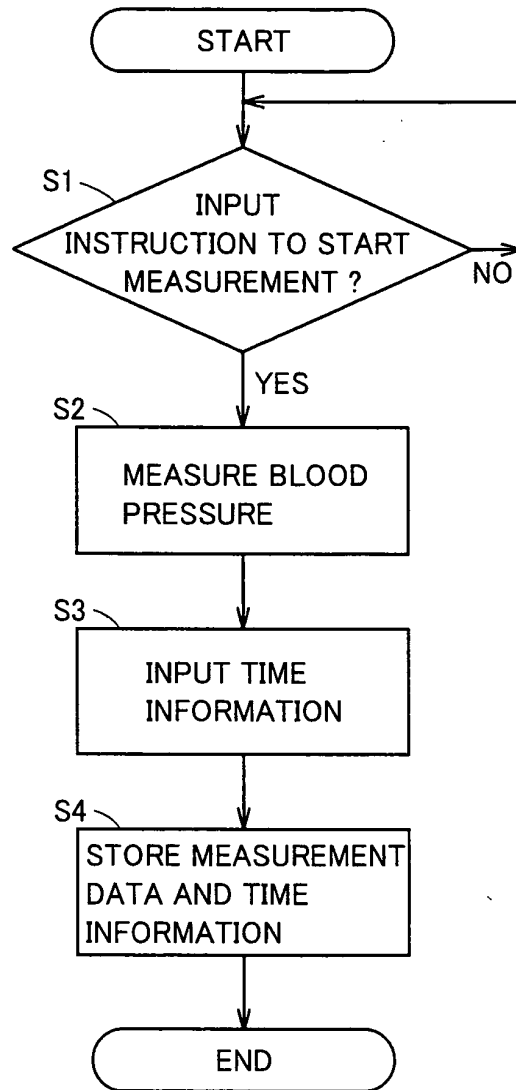 START
S1
INPUT
INSTRUCTION TO START
MEASUREMENT ?
NO
YES
S2
MEASURE BLOOD
PRESSURE
S3
INPUT TIME
INFORMATION
S4
STORE MEASUREMENT
DATA AND TIME
INFORMATION
END